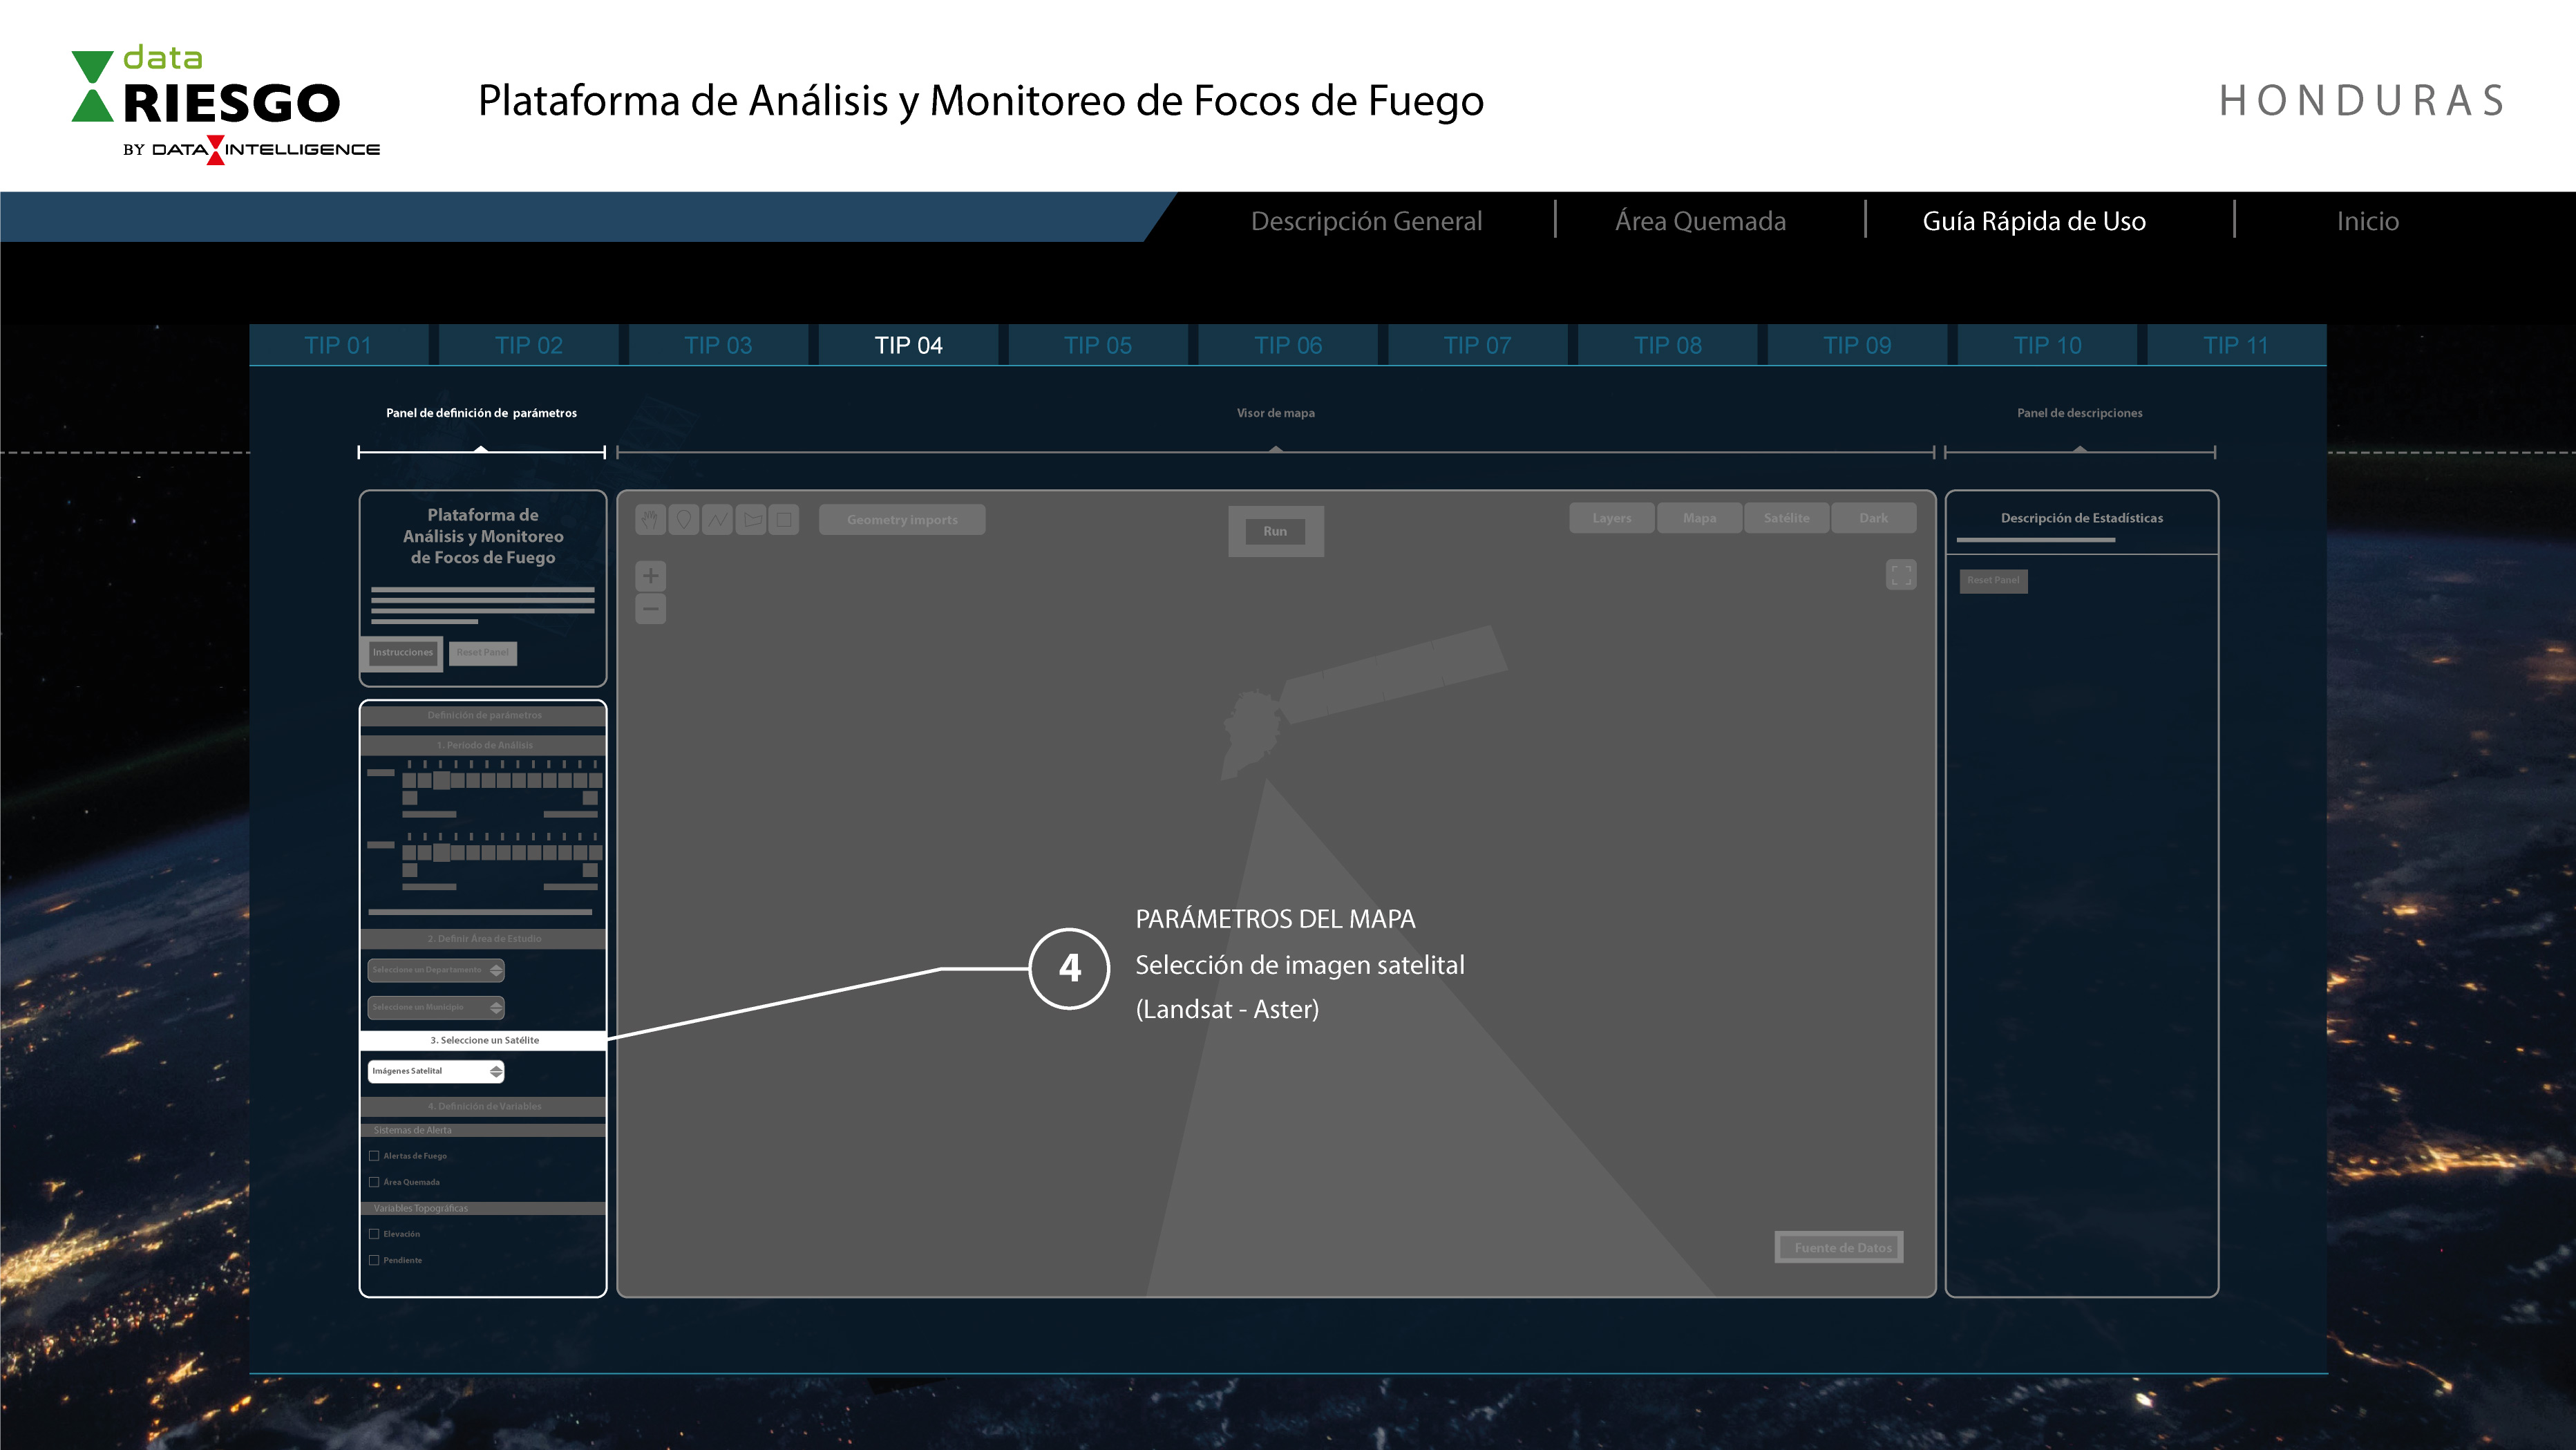 data
RIESGO
BY DATA INTELLIGENCE
Plataforma de Análisis y Monitoreo de Focos de Fuego
HONDURAS
Descripción General
Área Quemada
Guía Rápida de Uso
Inicio
TIP 01
TIP 02
TIP 03
TIP 04
TIP 05
TIP 06
TIP 07
TIP 08
TIP 09
TIP 10
TIP 11
Panel de definición de parámetros
Visor de mapa
Panel de descripciones
Plataforma de
Análisis y Monitoreo
de Focos de Fuego
Instrucciones
Reset Panel
Definición de parámetros
1. Período de Análisis
2. Definir Área de Estudio
Seleccione un Departamento
Seleccione un Municipio
3. Seleccione un Satélite
Imágenes Satelital
4. Definición de Variables
Sistemas de Alerta
Alertas de Fuego
Área Quemada
Variables Topográficas
Elevación
Pendiente
Geometry imports
Run
Layers
Mapa
Satélite
Dark
4
PARÁMETROS DEL MAPA
Selección de imagen satelital
(Landsat - Aster)
Fuente de Datos
Descripción de Estadísticas
Reset Panel